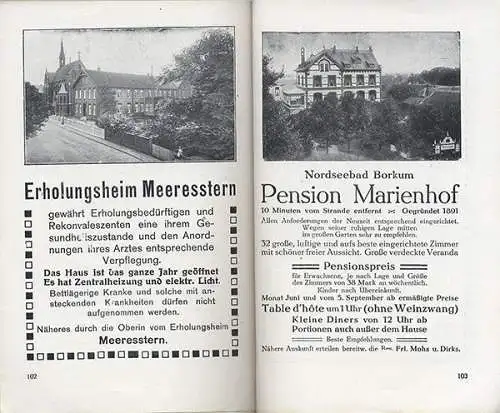 Erholungsheim Meeresstern
gewährt Erholungsbedürftigen und
Rekonvaleszenten eine ihrem Ge-
sundheitszustande und den Anord-
nungen ihres Arztes entsprechende
Verpflegung.
Das Haus ist das ganze Jahr geöffnet
Es hat Zentralheizung und elektr. Licht.
Bettlägerige Kranke und solche mit an-
steckenden Krankheiten dürfen nicht
aufgenommen werden.
Näheres durch die Oberin vom Erholungsheim
Meeresstern.
102
Nordseebad Borkum
Pension Marienhof
10 Minuten vom Strande entfernt Gegründet 1891
Allen Anforderungen der Neuzeit entsprechend eingerichtet.
Wegen seiner ruhigen Lage mitten
im großen Garten sehr zu empfehlen.
32 große, luftige und aufs beste eingerichtete Zimmer
mit schöner freier Aussicht. Große verdeckte Veranda
Pensionspreis
für Erwachsene, je nach Lage und Größe
des Zimmers von 38 Mark an wöchentlich.
Kinder nach Übereinkunft.
Monat Juni und vom 5. September ab ermäßigte Preise
Table d'hôte um 1 Uhr (ohne Weinzwang)
Kleine Diners von 12 Uhr ab
Portionen auch außer dem Hause
Beste Empfehlungen.
Nähere Auskunft erteilen bereitw. die Bes. Frl. Mohs u. Dirks.
103